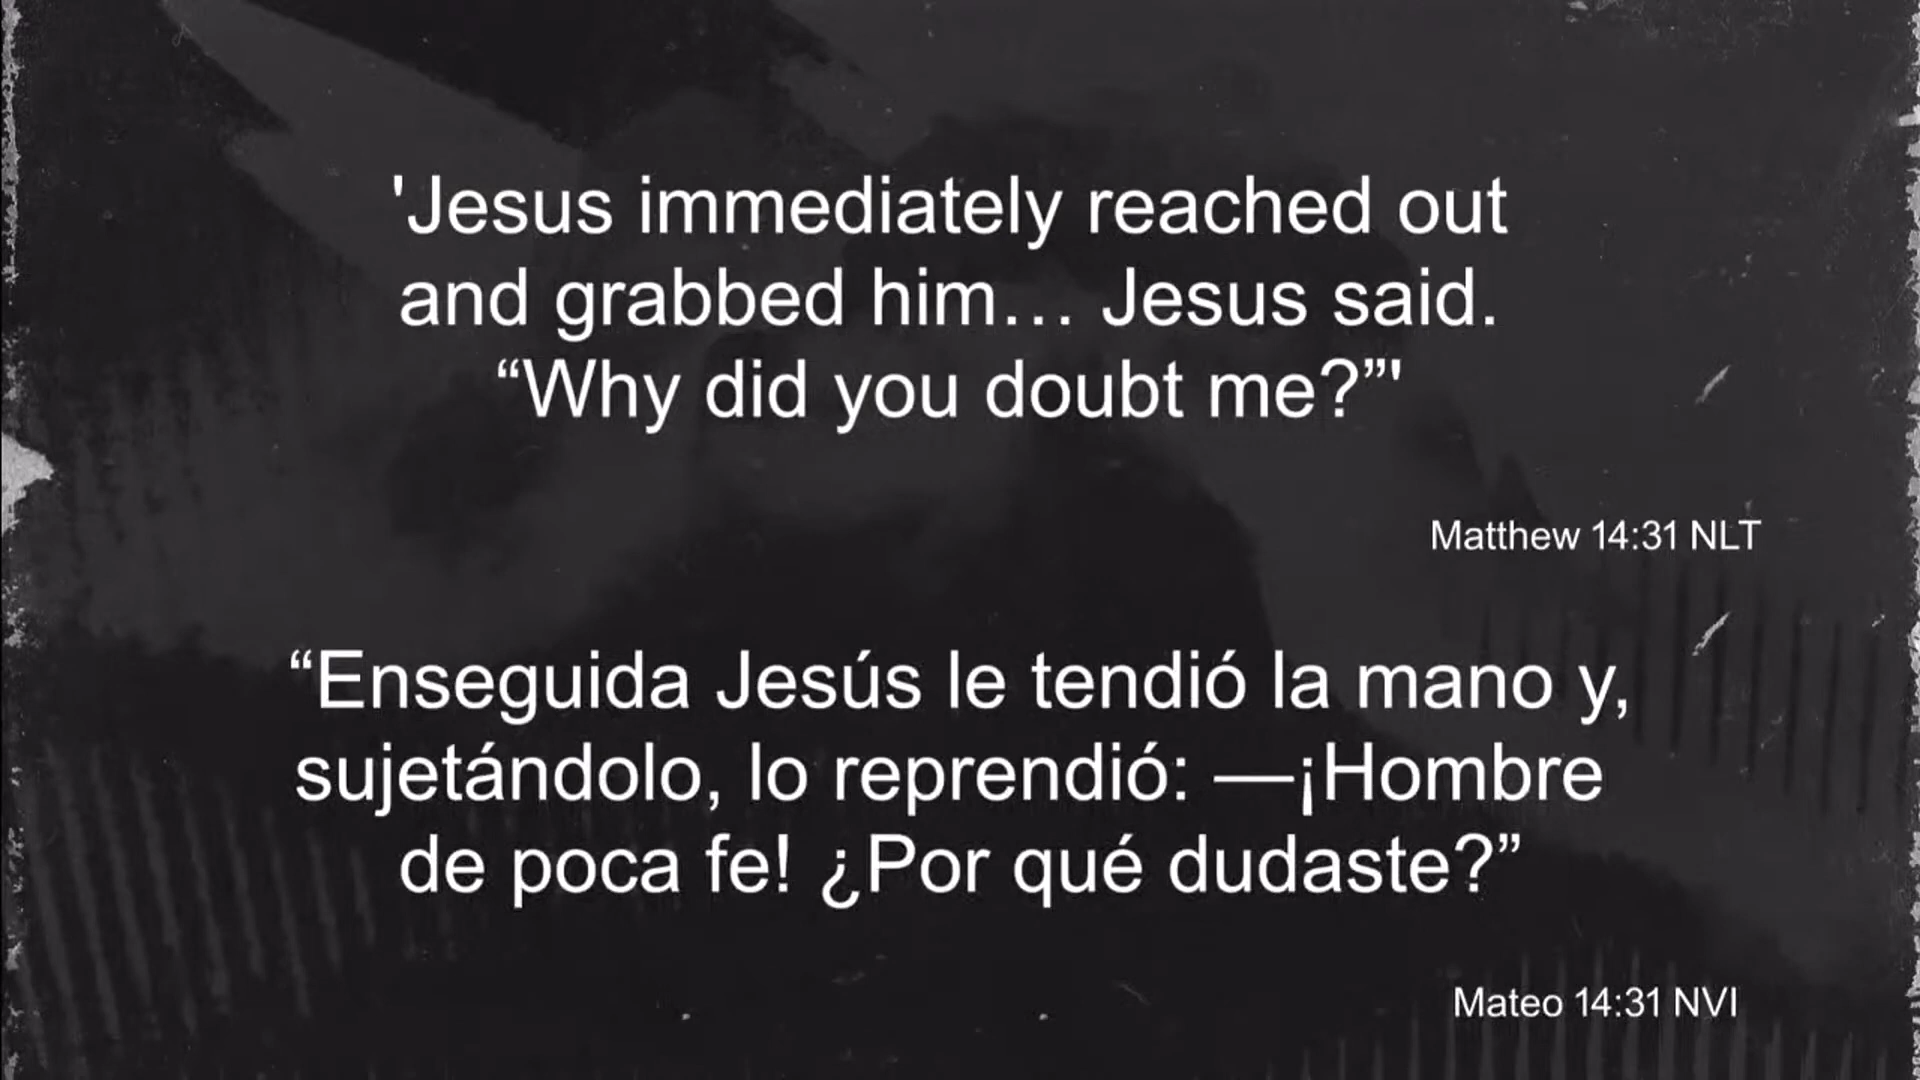 'Jesus immediately reached out
and grabbed him… Jesus said.
“Why did you doubt me?”'
Matthew 14:31 NLT
“Enseguida Jesús le tendió la mano y,
sujetándolo, lo reprendió: —¡Hombre
de poca fe! ¿Por qué dudaste?”
Mateo 14:31 NVI